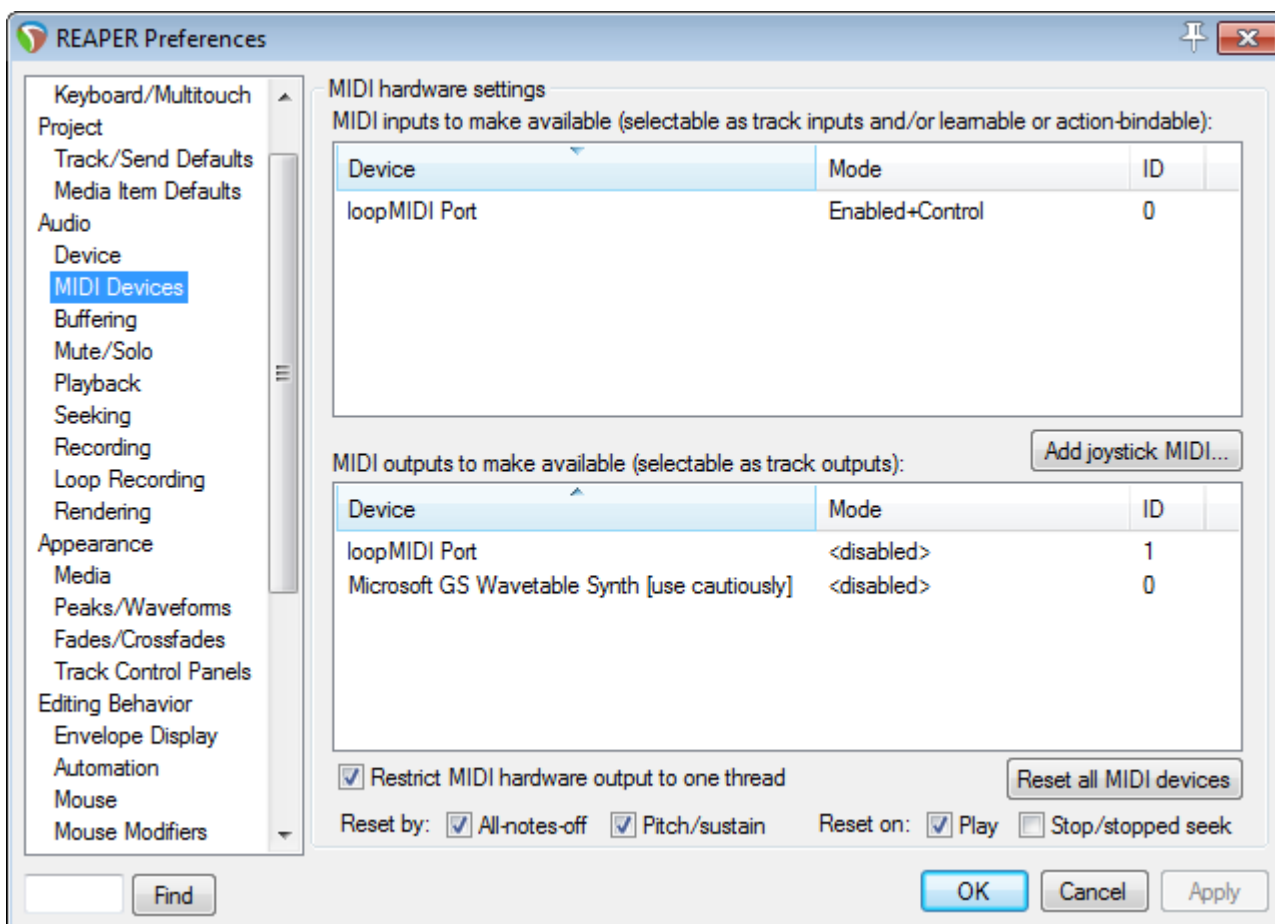 REAPER Preferences
Keyboard/Multitouch
Project
Track/Send Defaults
Media Item Defaults
Audio
Device
MIDI Devices
Buffering
Mute/Solo
Playback
Seeking
Recording
Loop Recording
Rendering
Appearance
Media
Peaks/Waveforms
Fades/Crossfades
Track Control Panels
Editing Behavior
Envelope Display
Automation
Mouse
Mouse Modifiers
Find
MIDI hardware settings
MIDI inputs to make available (selectable as track inputs and/or learnable or action-bindable):
Device Mode ID
loopMIDI Port Enabled+Control 0
Add joystick MIDI...
MIDI outputs to make available (selectable as track outputs):
Device Mode ID
loopMIDI Port <disabled> 1
Microsoft GS Wavetable Synth [use cautiously] <disabled> 0
Restrict MIDI hardware output to one thread
Reset all MIDI devices
Reset by: All-notes-off Pitch/sustain Reset on: Play Stop/stopped seek
OK Cancel Apply